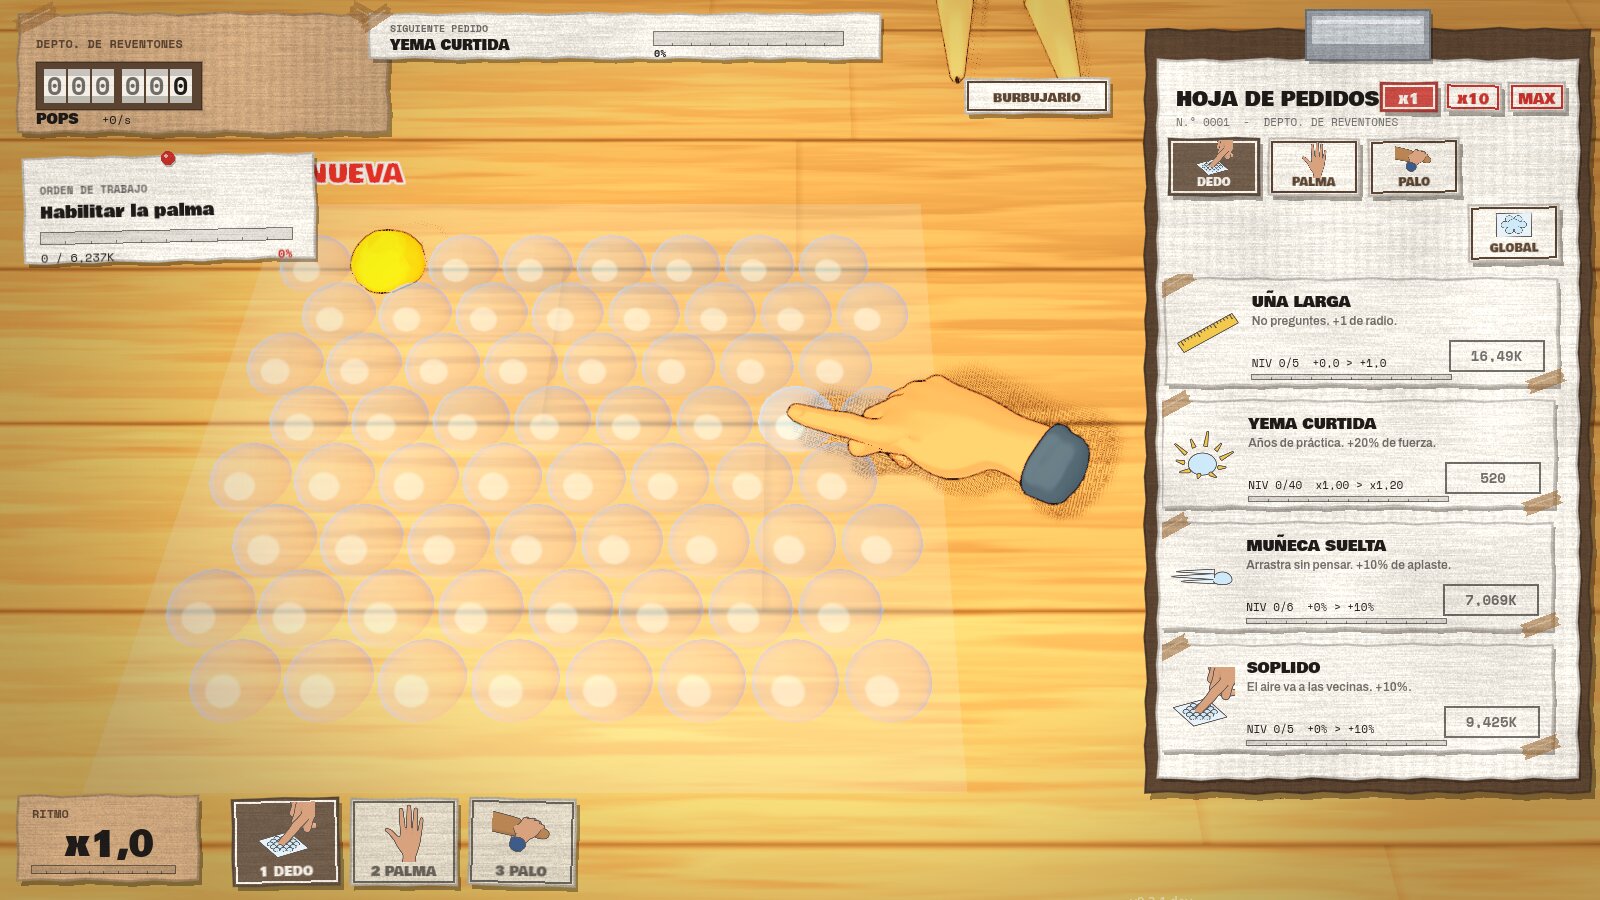 DEPTO. DE REVENTONES
000000
POPS +0/s
SIGUIENTE PEDIDO
YEMA CURTIDA
0%
BURBUJARIO
ORDEN DE TRABAJO
Habilitar la palma
0 / 6,237K 0%
NUEVA
HOJA DE PEDIDOS x1 x10 MAX
N.° 0001 - DEPTO. DE REVENTONES
DEDO PALMA PALO
GLOBAL
UÑA LARGA
No preguntes. +1 de radio.
NIV 0/5 +0,0 > +1,0
16,49K
YEMA CURTIDA
Años de práctica. +20% de fuerza.
NIV 0/40 x1,00 > x1,20
520
MUÑECA SUELTA
Arrastra sin pensar. +10% de aplaste.
NIV 0/6 +0% > +10%
7,069K
SOPLIDO
El aire va a las vecinas. +10%.
NIV 0/5 +0% > +10%
9,425K
RITMO
x1,0
1 DEDO 2 PALMA 3 PALO